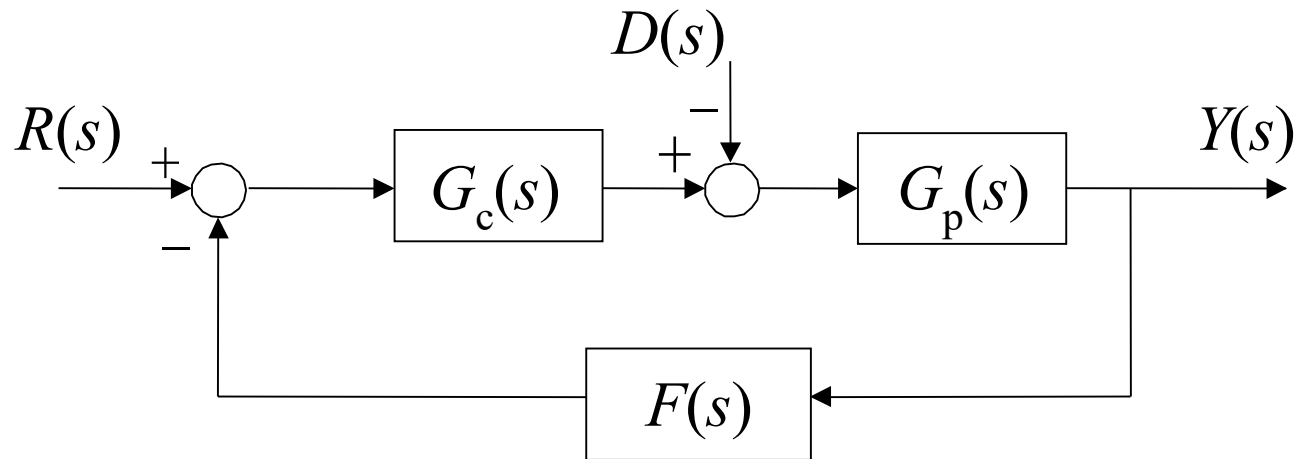 D(s)
R(s)
+
−
+
Y(s)
G_c(s)
G_p(s)
−
F(s)